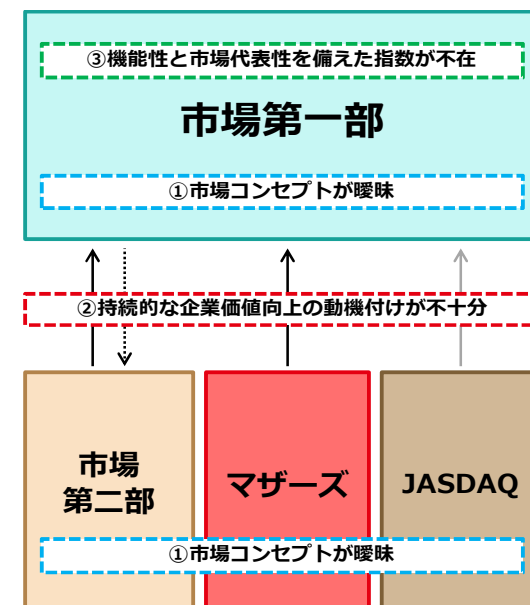 ③機能性と市場代表性を備えた指数が不在
市場第一部
①市場コンセプトが曖昧
②持続的な企業価値向上の動機付けが不十分
市場
第二部
マザーズ
JASDAQ
①市場コンセプトが曖昧